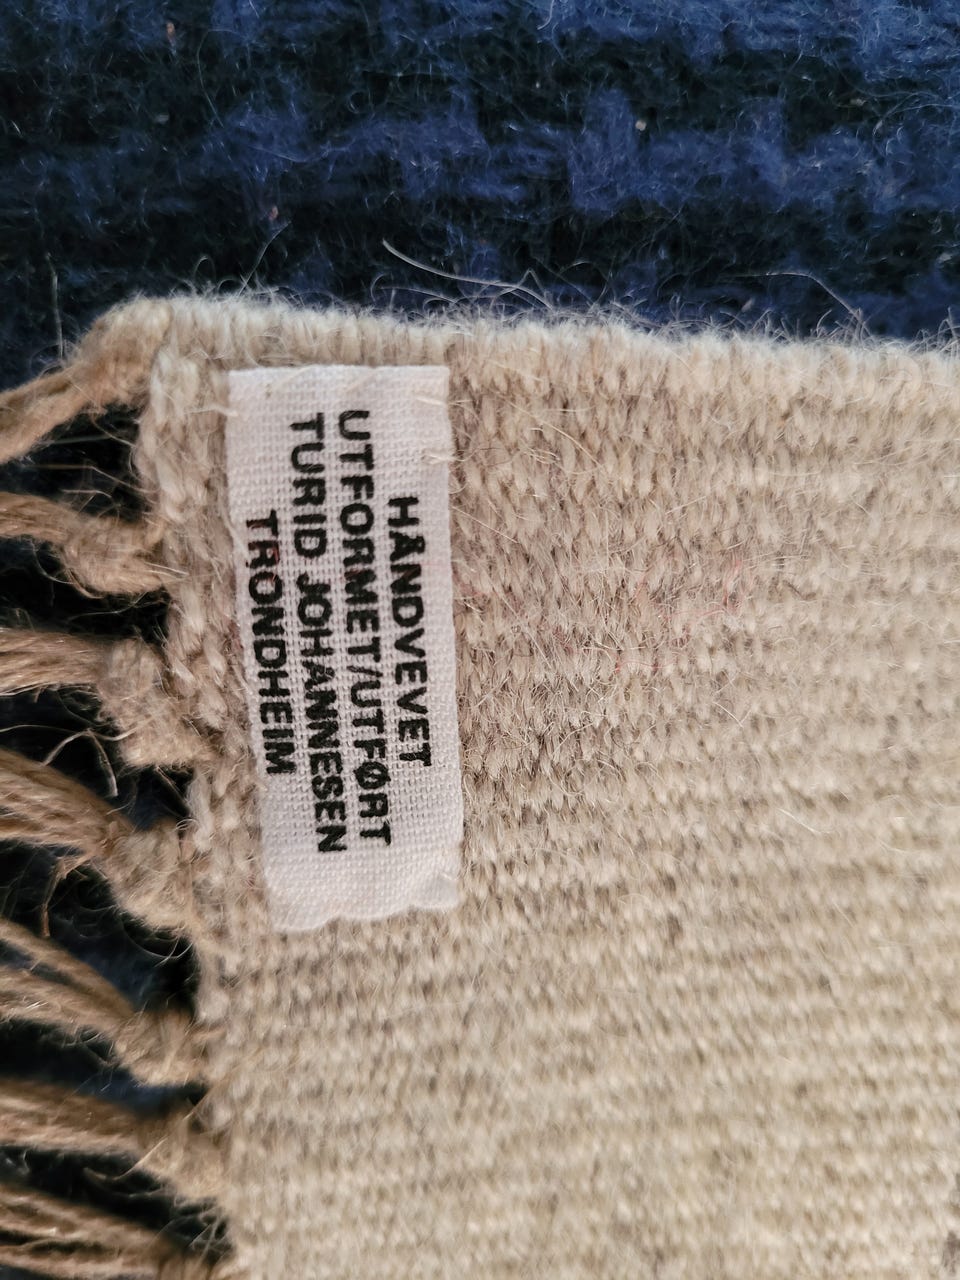 HÅNDVEVET
UTFORMET/UTFØRT
TURID JOHANNESEN
TRONDHEIM